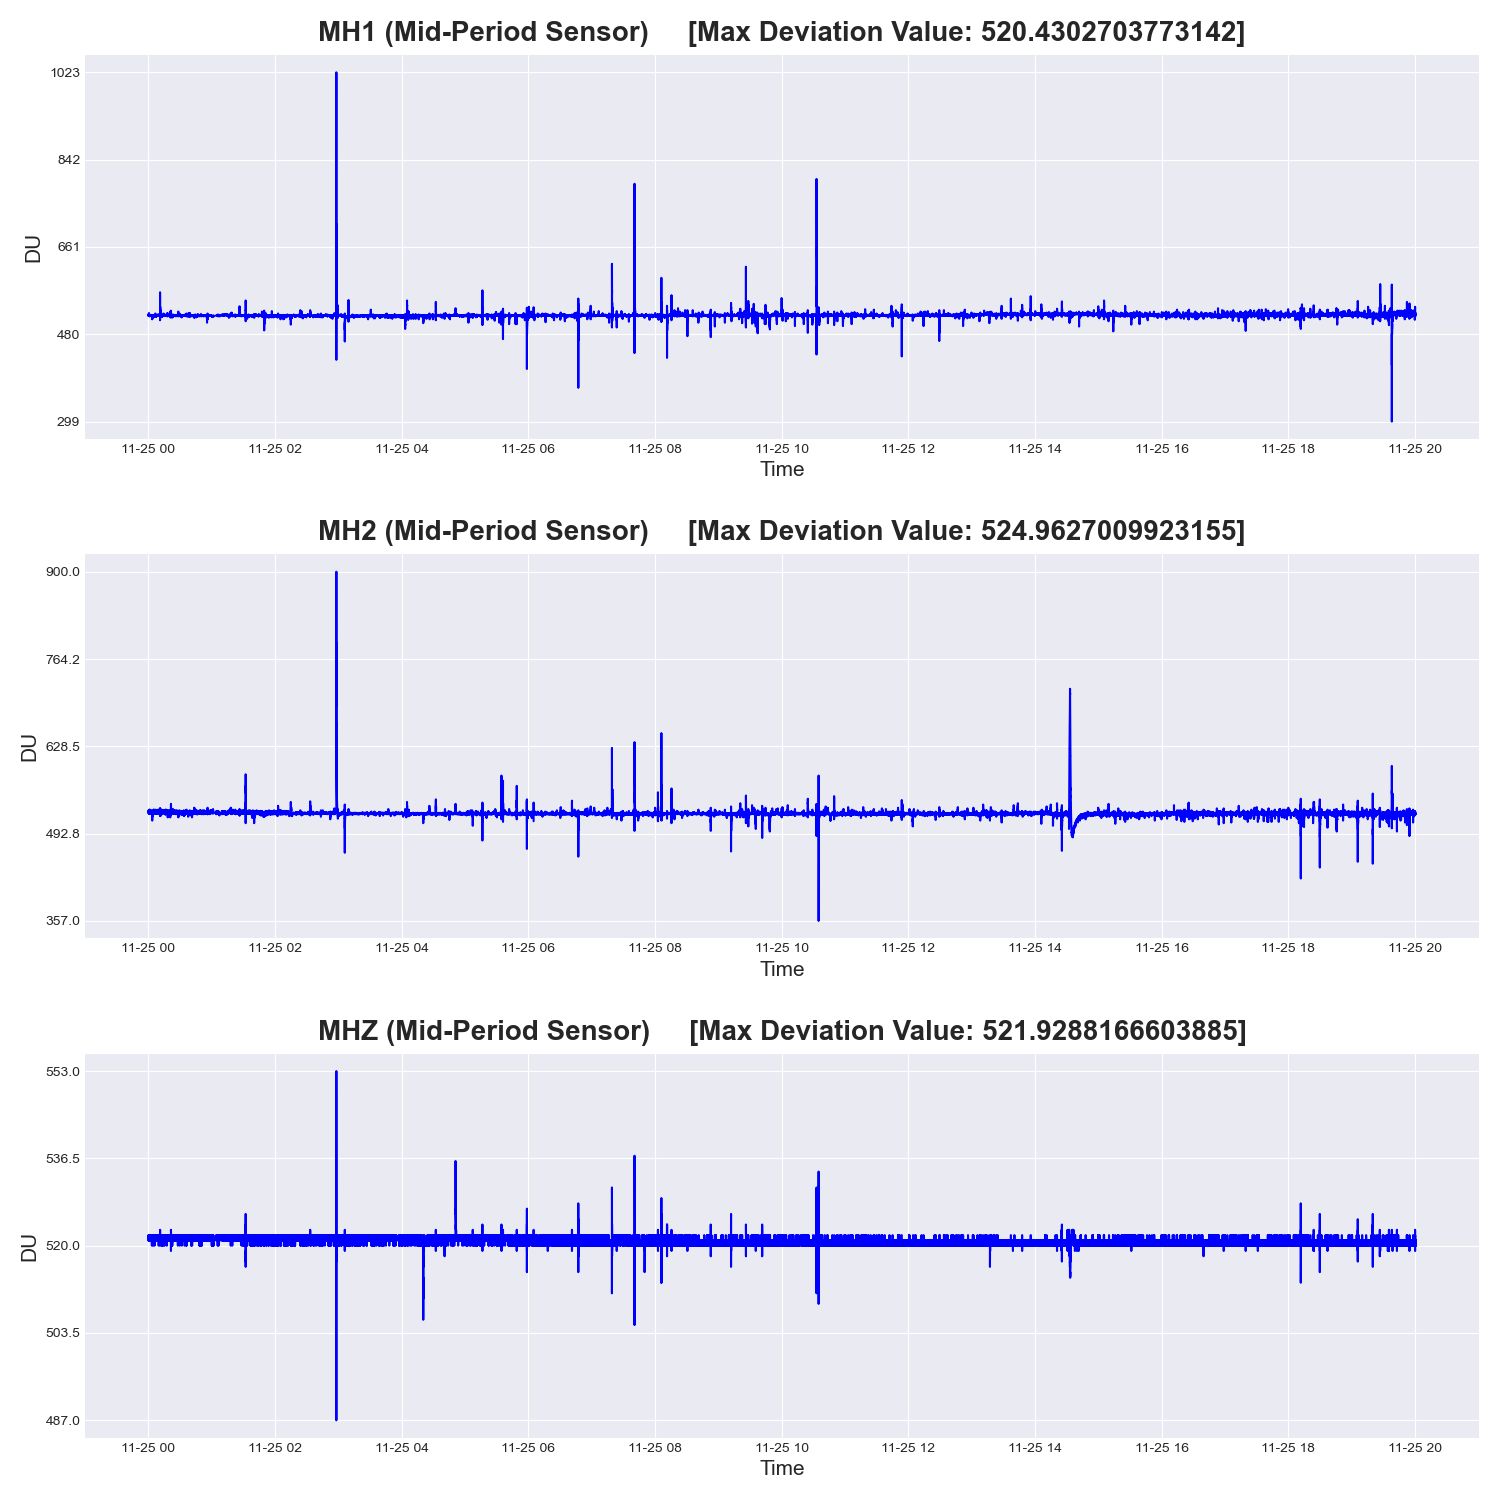 MH1 (Mid-Period Sensor) [Max Deviation Value: 520.4302703773142]
1023
842
661
480
299
DU
11-25 00 11-25 02 11-25 04 11-25 06 11-25 08 11-25 10 11-25 12 11-25 14 11-25 16 11-25 18 11-25 20
Time
MH2 (Mid-Period Sensor) [Max Deviation Value: 524.9627009923155]
900.0
764.2
628.5
492.8
357.0
DU
11-25 00 11-25 02 11-25 04 11-25 06 11-25 08 11-25 10 11-25 12 11-25 14 11-25 16 11-25 18 11-25 20
Time
MHZ (Mid-Period Sensor) [Max Deviation Value: 521.9288166603885]
553.0
536.5
520.0
503.5
487.0
DU
11-25 00 11-25 02 11-25 04 11-25 06 11-25 08 11-25 10 11-25 12 11-25 14 11-25 16 11-25 18 11-25 20
Time